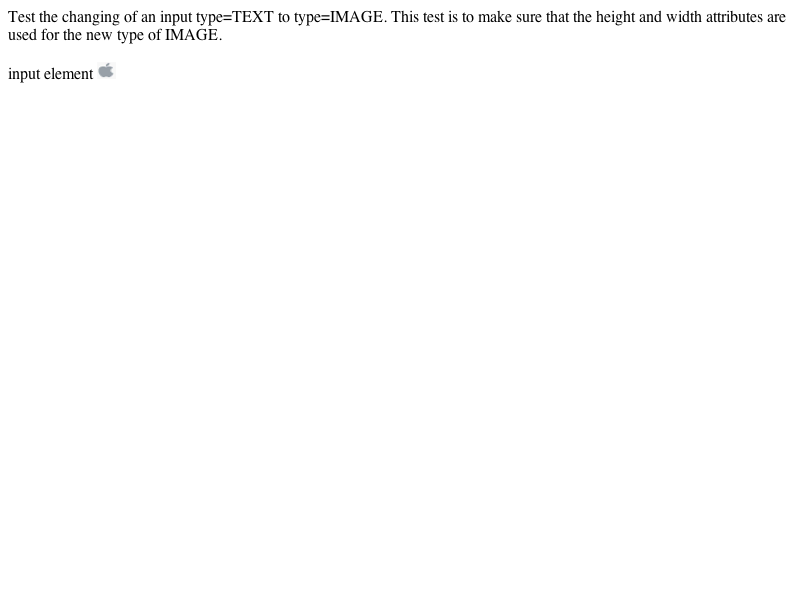 Test the changing of an input type=TEXT to type=IMAGE. This test is to make sure that the height and width attributes are
used for the new type of IMAGE.
input element